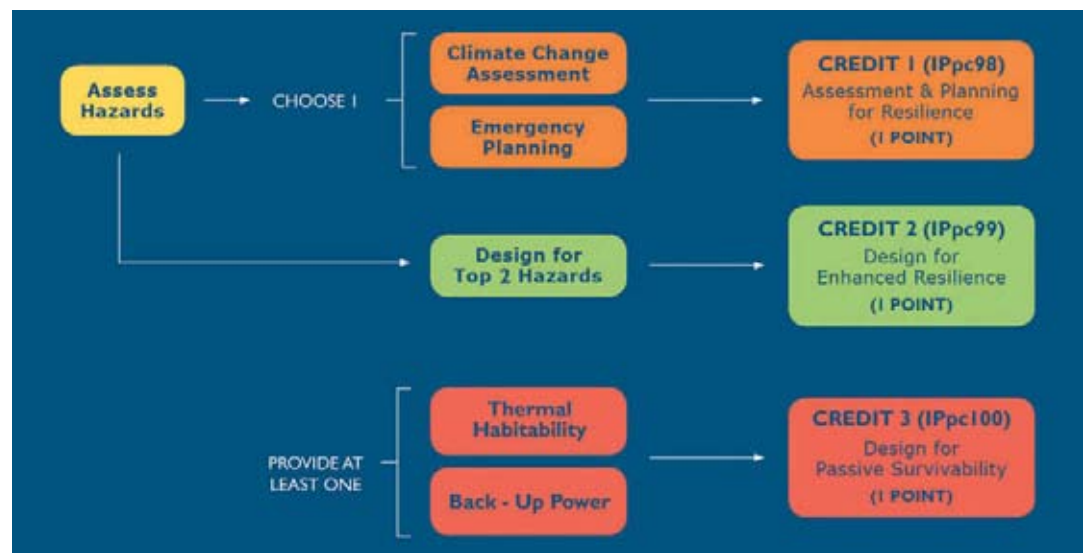 Assess
Hazards
CHOOSE 1
Climate Change
Assessment
Emergency
Planning
CREDIT 1 (IPpc98)
Assessment & Planning
for Resilience
(1 POINT)
Design for
Top 2 Hazards
CREDIT 2 (IPpc99)
Design for
Enhanced Resilience
(1 POINT)
PROVIDE AT
LEAST ONE
Thermal
Habitability
Back - Up Power
CREDIT 3 (IPpc100)
Design for
Passive Survivability
(1 POINT)